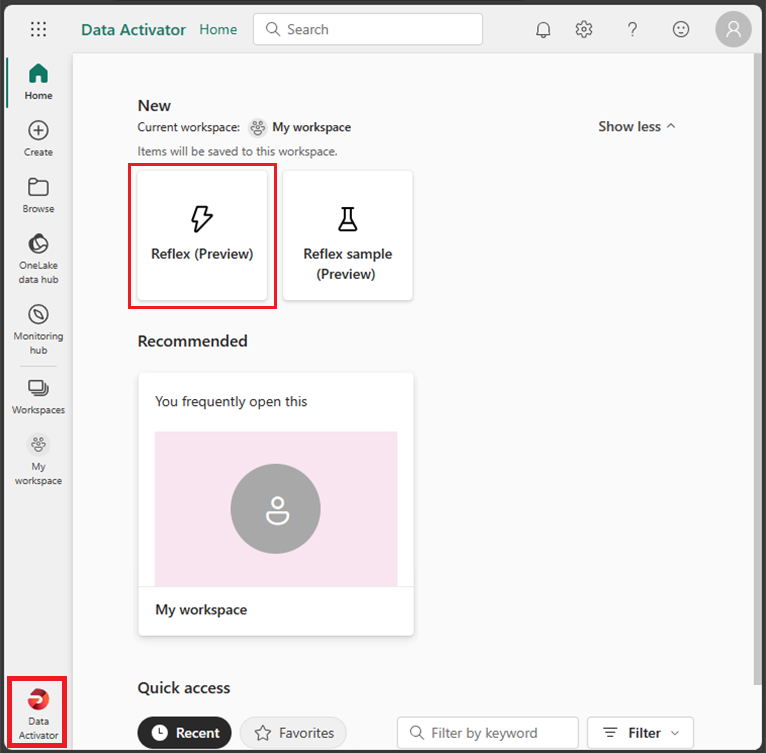 Data Activator Home Search
Home
Create
Browse
OneLake
data hub
Monitoring
hub
Workspaces
My
workspace
Data
Activator
New
Current workspace: My workspace
Show less
Items will be saved to this workspace.
Reflex (Preview)
Reflex sample
(Preview)
Recommended
You frequently open this
My workspace
Quick access
Recent Favorites Filter by keyword Filter